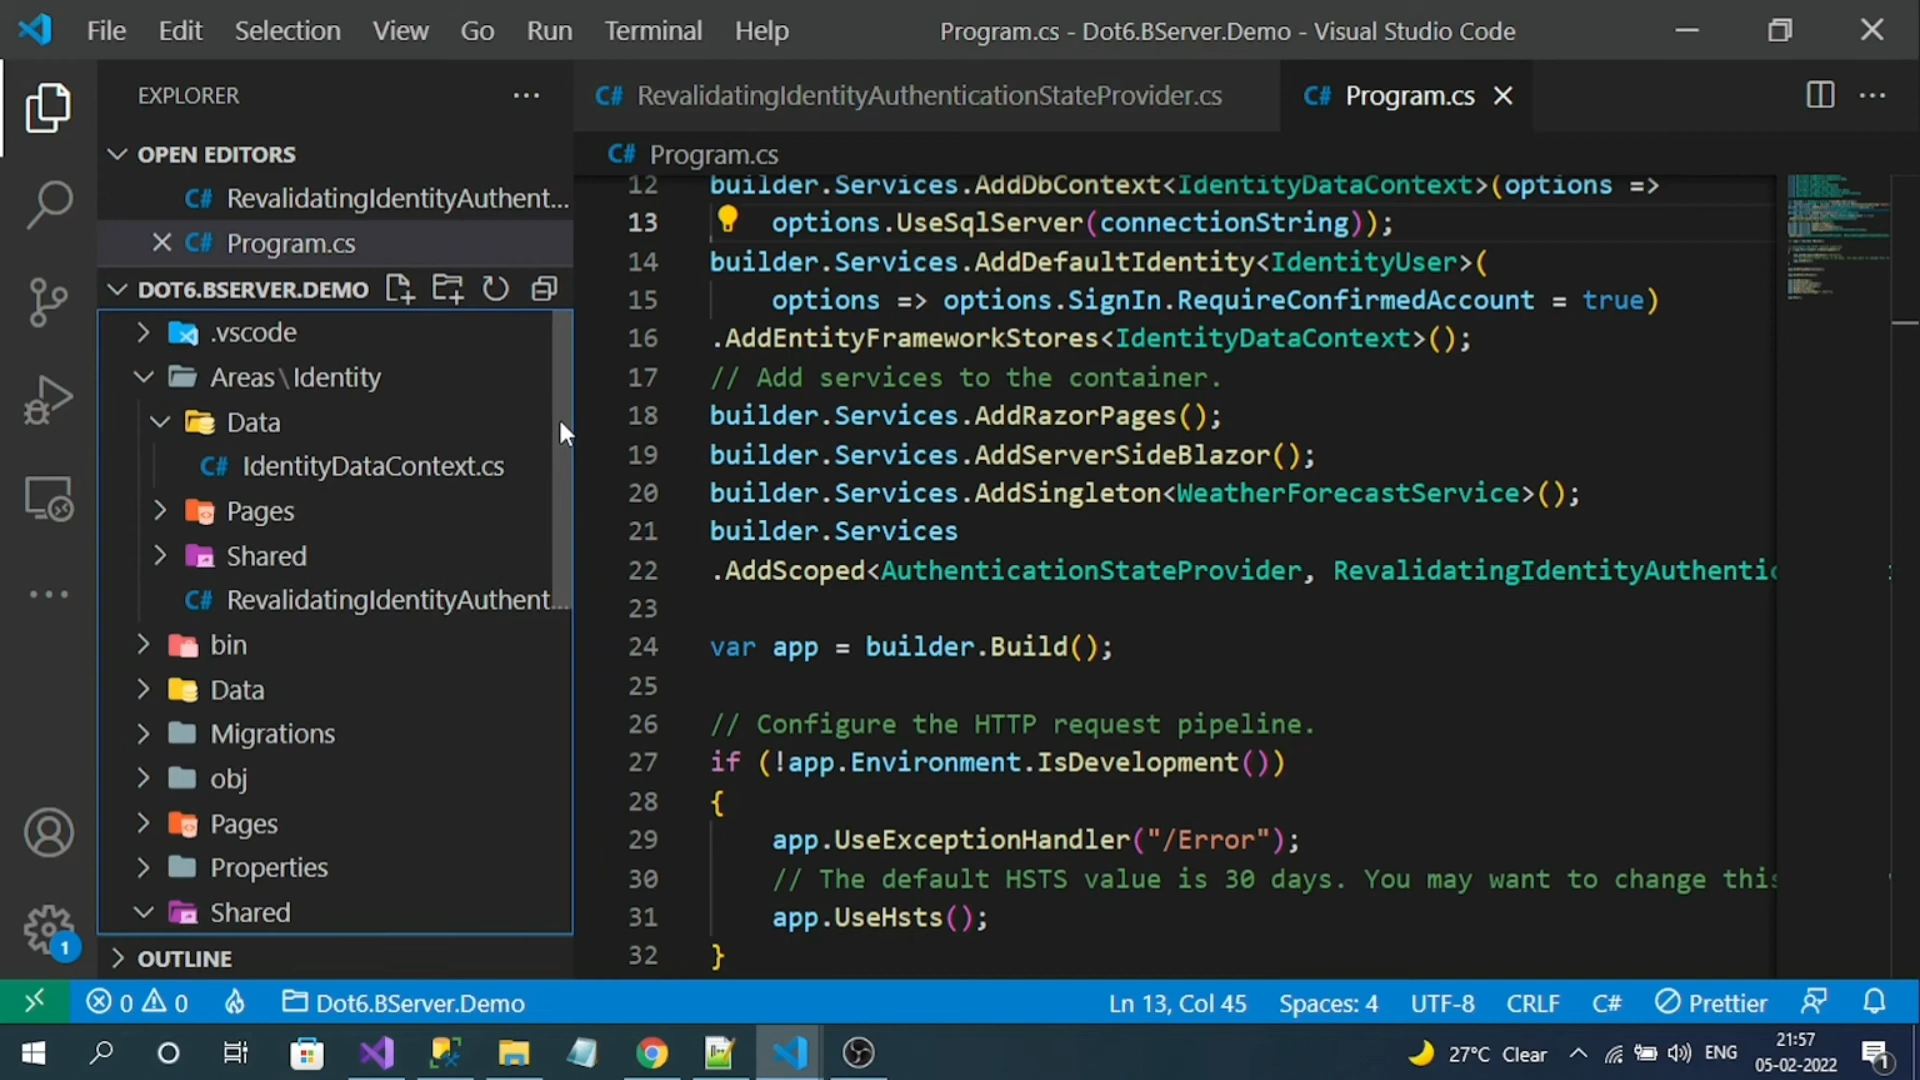 File Edit Selection View Go Run Terminal Help
Program.cs - Dot6.BServer.Demo - Visual Studio Code
EXPLORER
RevalidatingIdentityAuthenticationStateProvider.cs
Program.cs
OPEN EDITORS
RevalidatingIdentityAuthent...
Program.cs
DOT6.BSERVER.DEMO
.vscode
Areas\Identity
Data
IdentityDataContext.cs
Pages
Shared
RevalidatingIdentityAuthent...
bin
Data
Migrations
obj
Pages
Properties
Shared
OUTLINE
Program.cs
12 builder.Services.AddDbContext<IdentityDataContext>(options =>
13 options.UseSqlServer(connectionString));
14 builder.Services.AddDefaultIdentity<IdentityUser>(
15 options => options.SignIn.RequireConfirmedAccount = true)
16 .AddEntityFrameworkStores<IdentityDataContext>();
17 // Add services to the container.
18 builder.Services.AddRazorPages();
19 builder.Services.AddServerSideBlazor();
20 builder.Services.AddSingleton<WeatherForecastService>();
21 builder.Services
22 .AddScoped<AuthenticationStateProvider, RevalidatingIdentityAuthentic
23
24 var app = builder.Build();
25
26 // Configure the HTTP request pipeline.
27 if (!app.Environment.IsDevelopment())
28 {
29 app.UseExceptionHandler("/Error");
30 // The default HSTS value is 30 days. You may want to change this
31 app.UseHsts();
32 }
1
0 0 Dot6.BServer.Demo Ln 13, Col 45 Spaces: 4 UTF-8 CRLF C# Prettier
27°C Clear ENG 21:57
05-02-2022
1